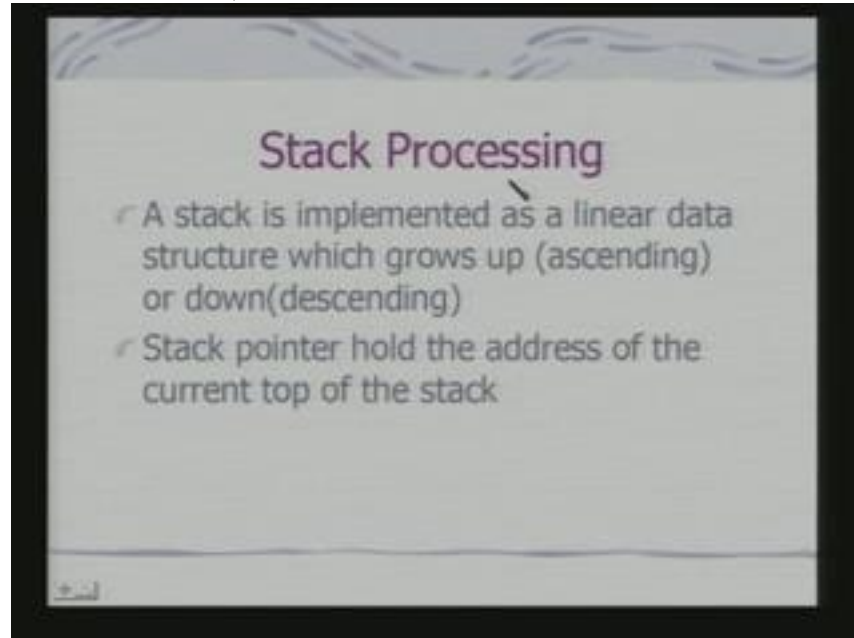 Stack Processing
A stack is implemented as a linear data
structure which grows up (ascending)
or down(descending)
Stack pointer hold the address of the
current top of the stack